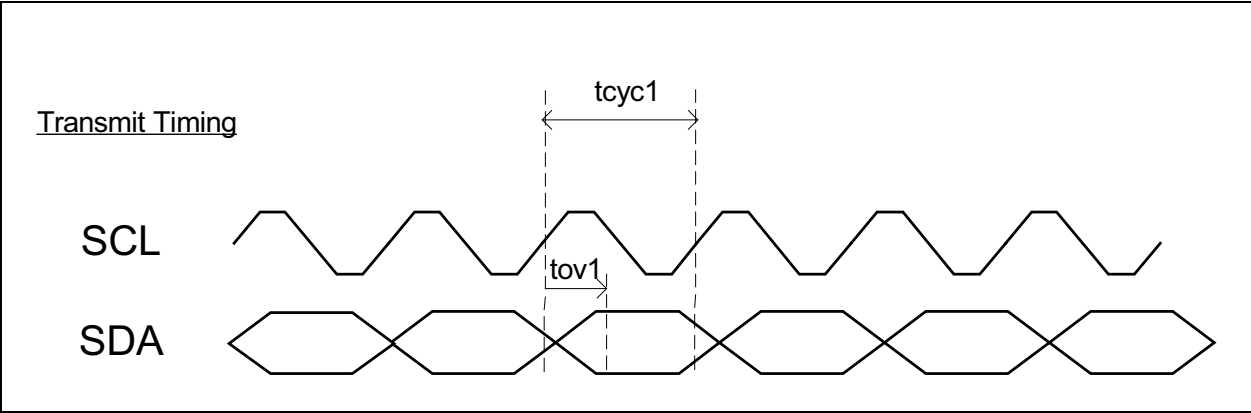 tcyc1
Transmit Timing
SCL
tov1
SDA